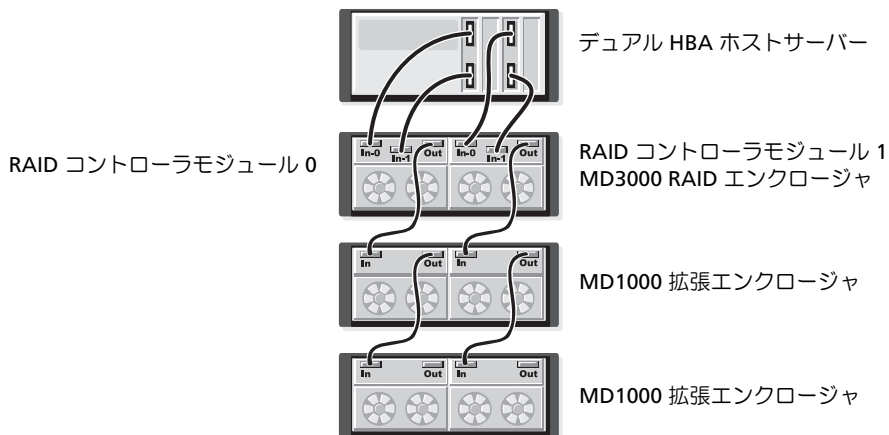 デュアル HBA ホストサーバー
RAID コントローラモジュール 0
In-0 In-1 Out In-0 In-1 Out
RAID コントローラモジュール 1
MD3000 RAID エンクロージャ
In Out In Out
MD1000 拡張エンクロージャ
In Out In Out
MD1000 拡張エンクロージャ